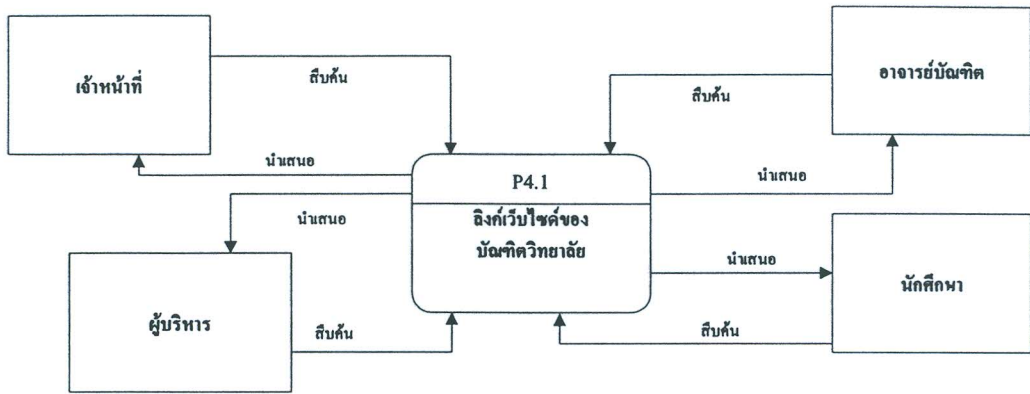 เจ้าหน้าที่
สืบค้น
อาจารย์บัณฑิต
สืบค้น
นำเสนอ
P4.1
นำเสนอ
นำเสนอ
ลิงก์เว็บไซด์ของ
บัณฑิตวิทยาลัย
นำเสนอ
นักศึกษา
ผู้บริหาร
สืบค้น
สืบค้น